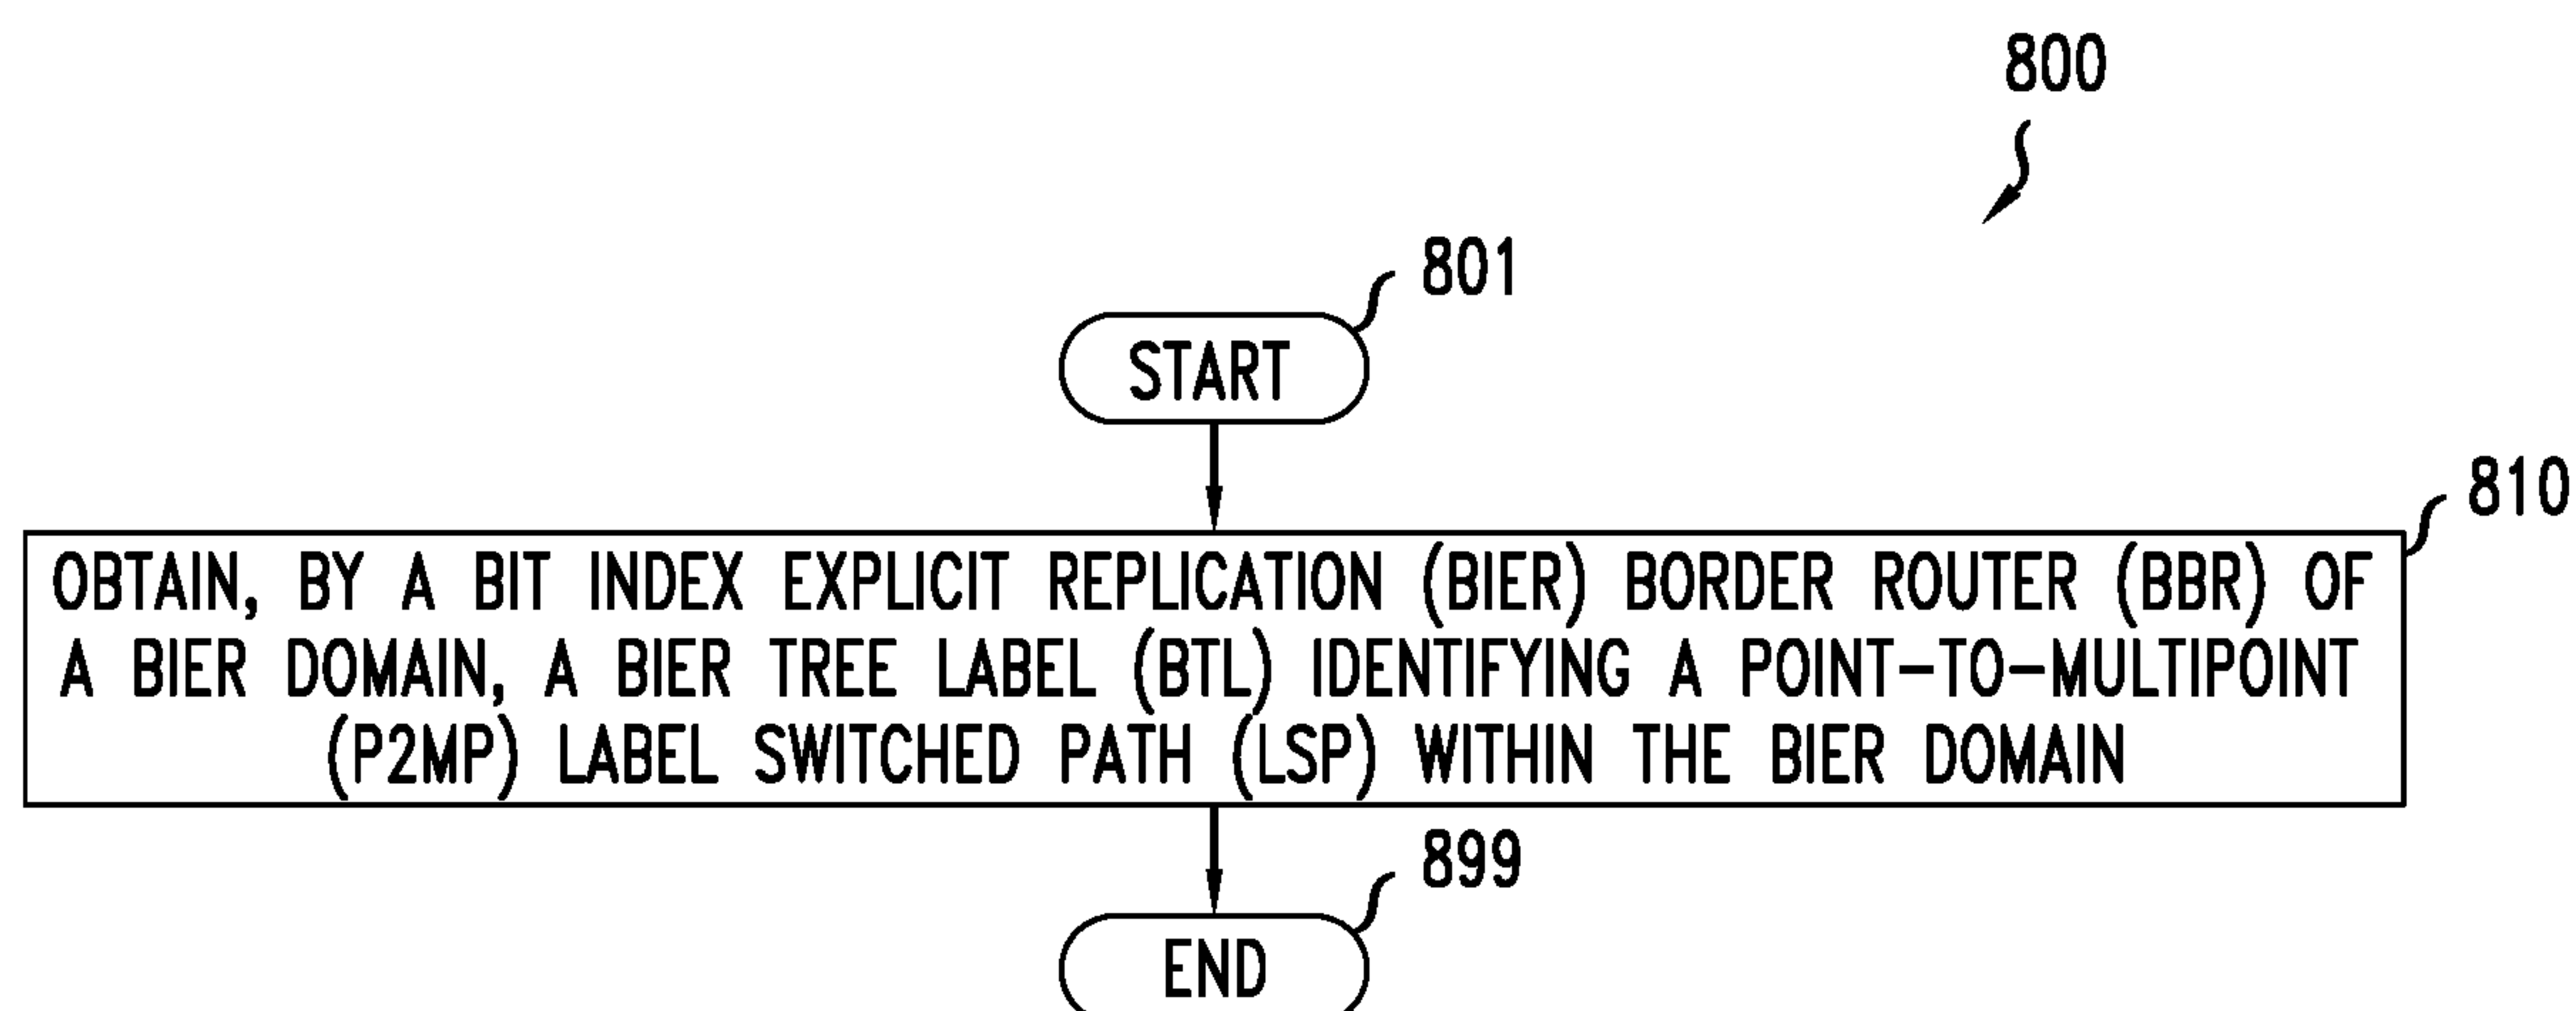 800
801
START
810
OBTAIN, BY A BIT INDEX EXPLICIT REPLICATION (BIER) BORDER ROUTER (BBR) OF
A BIER DOMAIN, A BIER TREE LABEL (BTL) IDENTIFYING A POINT-TO-MULTIPOINT
(P2MP) LABEL SWITCHED PATH (LSP) WITHIN THE BIER DOMAIN
899
END